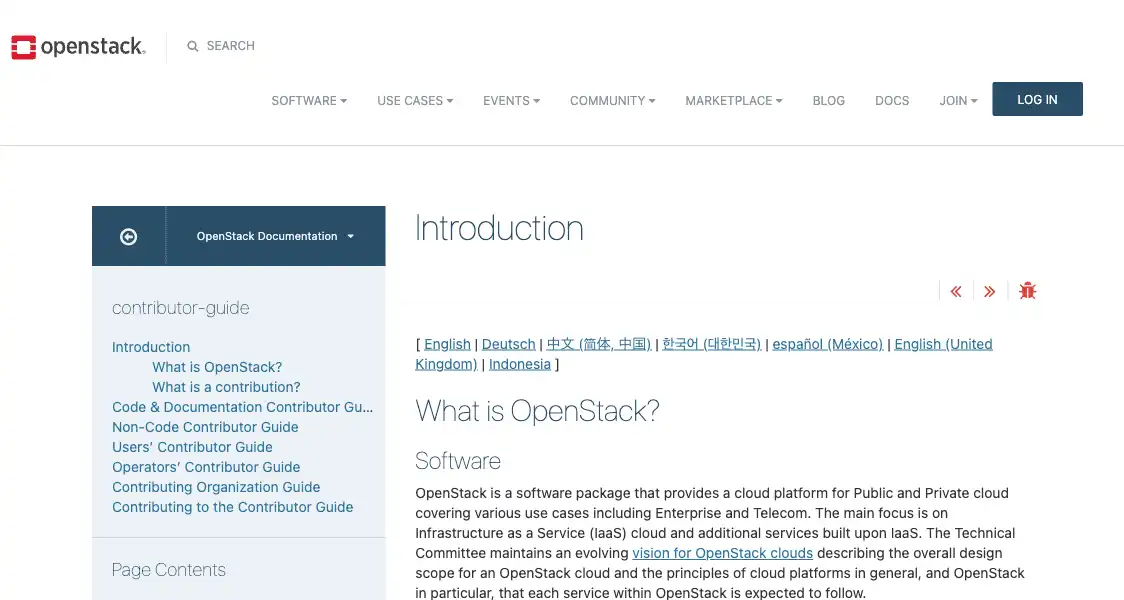 openstack.
SEARCH
SOFTWARE USE CASES EVENTS COMMUNITY MARKETPLACE BLOG DOCS JOIN LOG IN
OpenStack Documentation
contributor-guide
Introduction
What is OpenStack?
What is a contribution?
Code & Documentation Contributor Gu...
Non-Code Contributor Guide
Users’ Contributor Guide
Operators’ Contributor Guide
Contributing Organization Guide
Contributing to the Contributor Guide
Page Contents
Introduction
[ English | Deutsch | 中文 (简体, 中国) | 한국어 (대한민국) | español (México) | English (United
Kingdom) | Indonesia ]
What is OpenStack?
Software
OpenStack is a software package that provides a cloud platform for Public and Private cloud
covering various use cases including Enterprise and Telecom. The main focus is on
Infrastructure as a Service (IaaS) cloud and additional services built upon IaaS. The Technical
Committee maintains an evolving vision for OpenStack clouds describing the overall design
scope for an OpenStack cloud and the principles of cloud platforms in general, and OpenStack
in particular, that each service within OpenStack is expected to follow.